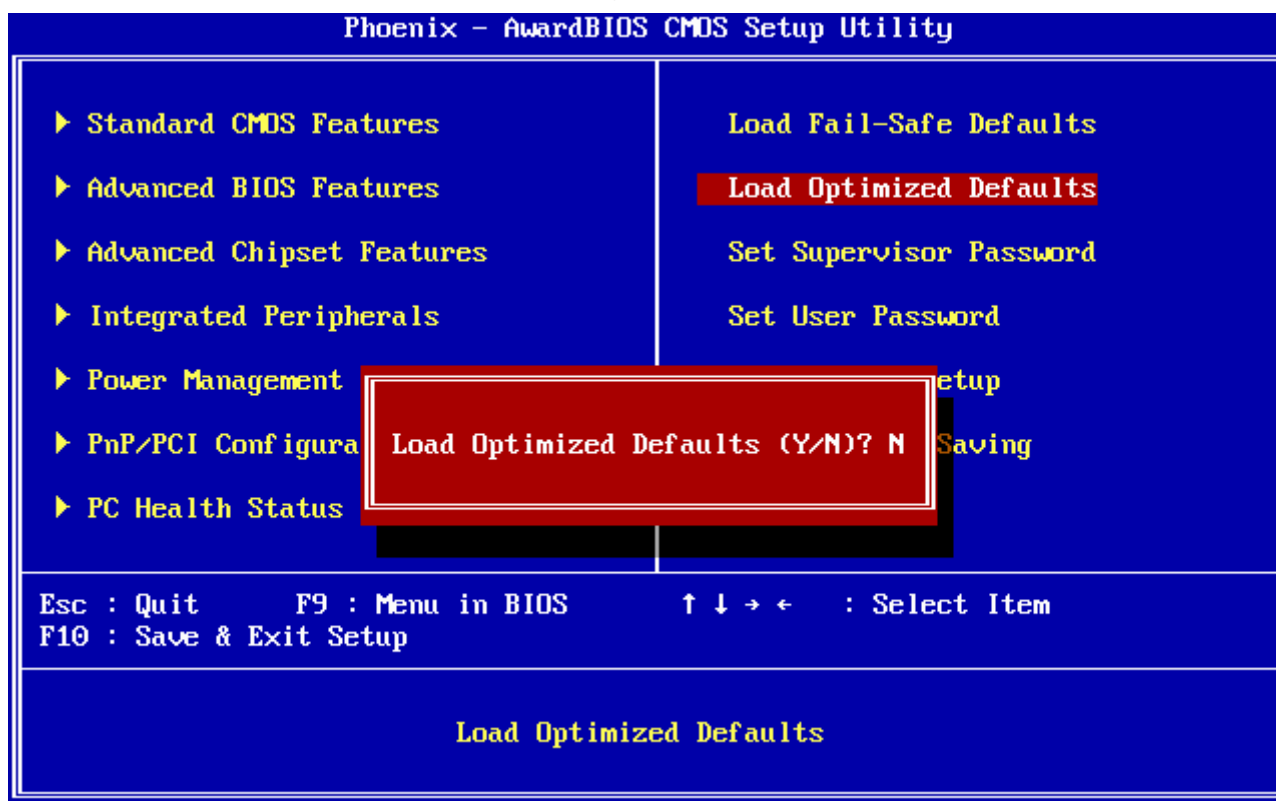 Phoenix - AwardBIOS CMOS Setup Utility
Standard CMOS Features
Advanced BIOS Features
Advanced Chipset Features
Integrated Peripherals
Power Management
PnP/PCI Configura
PC Health Status
Load Fail-Safe Defaults
Load Optimized Defaults
Set Supervisor Password
Set User Password
etup
Saving
Load Optimized Defaults (Y/N)? N
Esc : Quit F9 : Menu in BIOS ↑ ↓ → ← : Select Item
F10 : Save & Exit Setup
Load Optimized Defaults